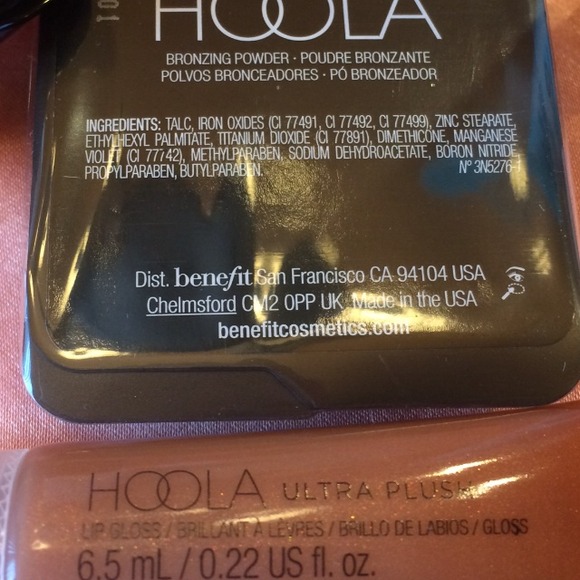 01
HOOLA
BRONZING POWDER · POUDRE BRONZANTE
POLVOS BRONCEADORES · PÓ BRONZEADOR
INGREDIENTS: TALC, IRON OXIDES (CI 77491, CI 77492, CI 77499), ZINC STEARATE,
ETHYLHEXYL PALMITATE, TITANIUM DIOXIDE (CI 77891), DIMETHICONE, MANGANESE
VIOLET (CI 77742), METHYLPARABEN, SODIUM DEHYDROACETATE, BORON NITRIDE,
PROPYLPARABEN, BUTYLPARABEN. N° 3N5276-1
Dist. benefit San Francisco CA 94104 USA
Chelmsford CM2 0PP UK Made in the USA
benefitcosmetics.com
HOOLA ULTRA PLUSH
LIP GLOSS / BRILLANT À LÈVRES / BRILLO DE LABIOS / GLOSS
6.5 mL / 0.22 US fl. oz.